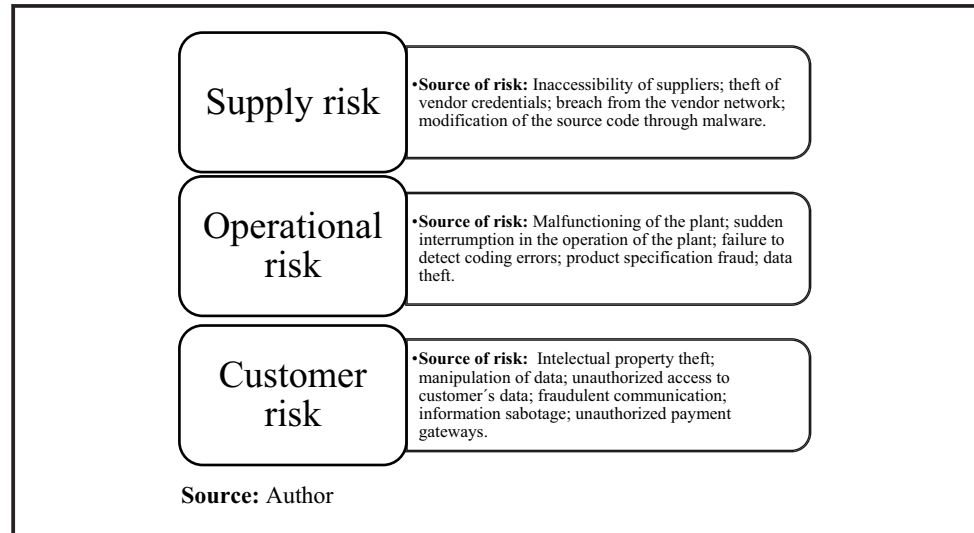 Supply risk
•Source of risk: Inaccessibility of suppliers; theft of
vendor credentials; breach from the vendor network;
modification of the source code through malware.
Operational
risk
•Source of risk: Malfunctioning of the plant; sudden
interrumption in the operation of the plant; failure to
detect coding errors; product specification fraud; data
theft.
Customer
risk
•Source of risk:  Intelectual property theft;
manipulation of data; unauthorized access to
customer´s data; fraudulent communication;
information sabotage; unauthorized payment
gateways.
Source: Author